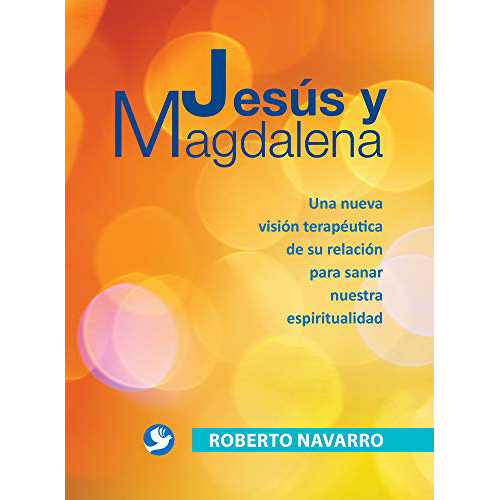 Jesús y
Magdalena
Una nueva
visión terapéutica
de su relación
para sanar
nuestra
espiritualidad
ROBERTO NAVARRO